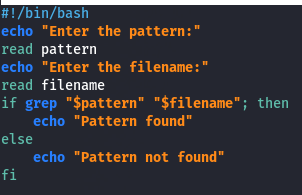 #!/bin/bash
echo "Enter the pattern:"
read pattern
echo "Enter the filename:"
read filename
if grep "$pattern" "$filename"; then
    echo "Pattern found"
else
    echo "Pattern not found"
fi